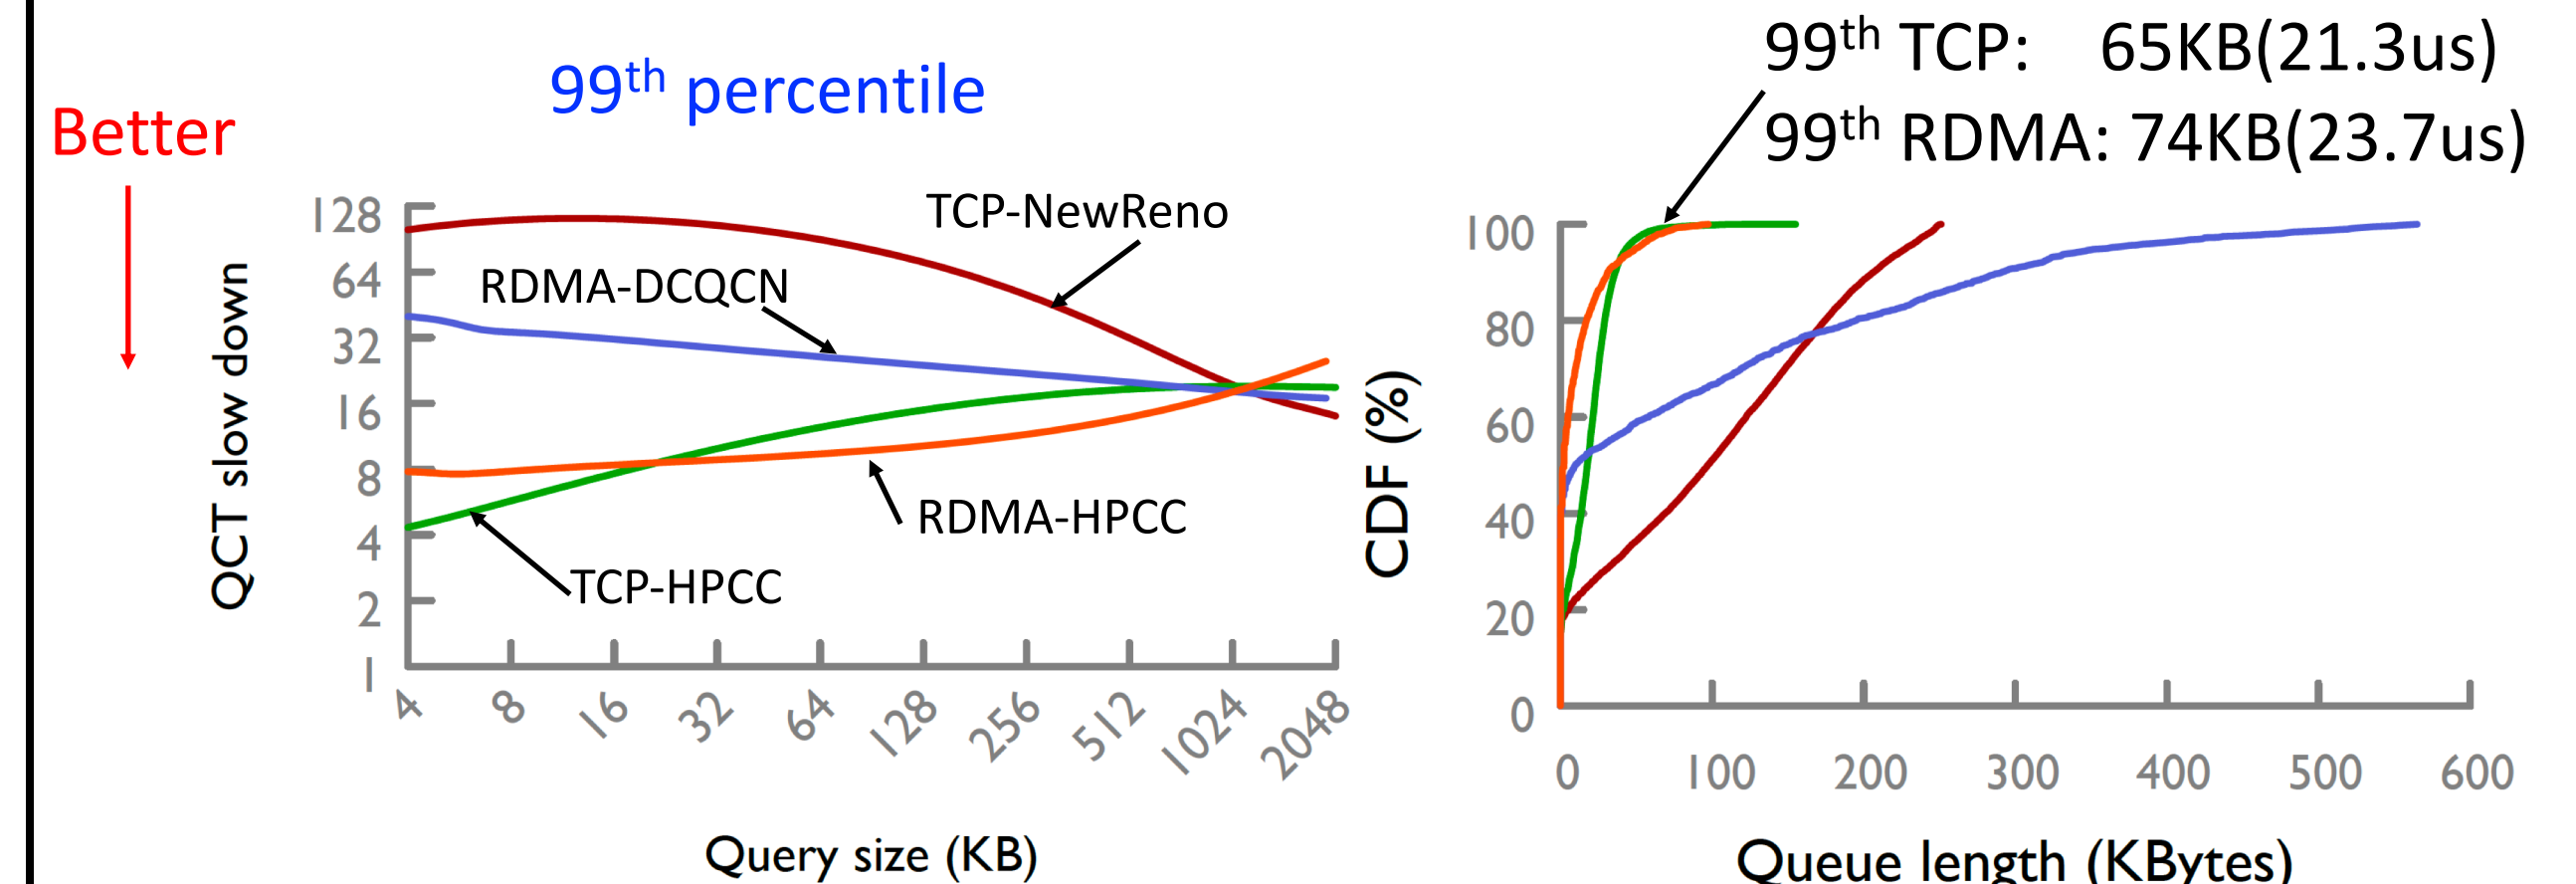 99th percentile
Better
QCT slow down
128
64
32
16
8
4
2
1
TCP-NewReno
RDMA-DCQCN
RDMA-HPCC
TCP-HPCC
4 8 16 32 64 128 256 512 1024 2048
Query size (KB)
99th TCP: 65KB(21.3us)
99th RDMA: 74KB(23.7us)
CDF (%)
100
80
60
40
20
0
0 100 200 300 400 500 600
Queue length (KBytes)